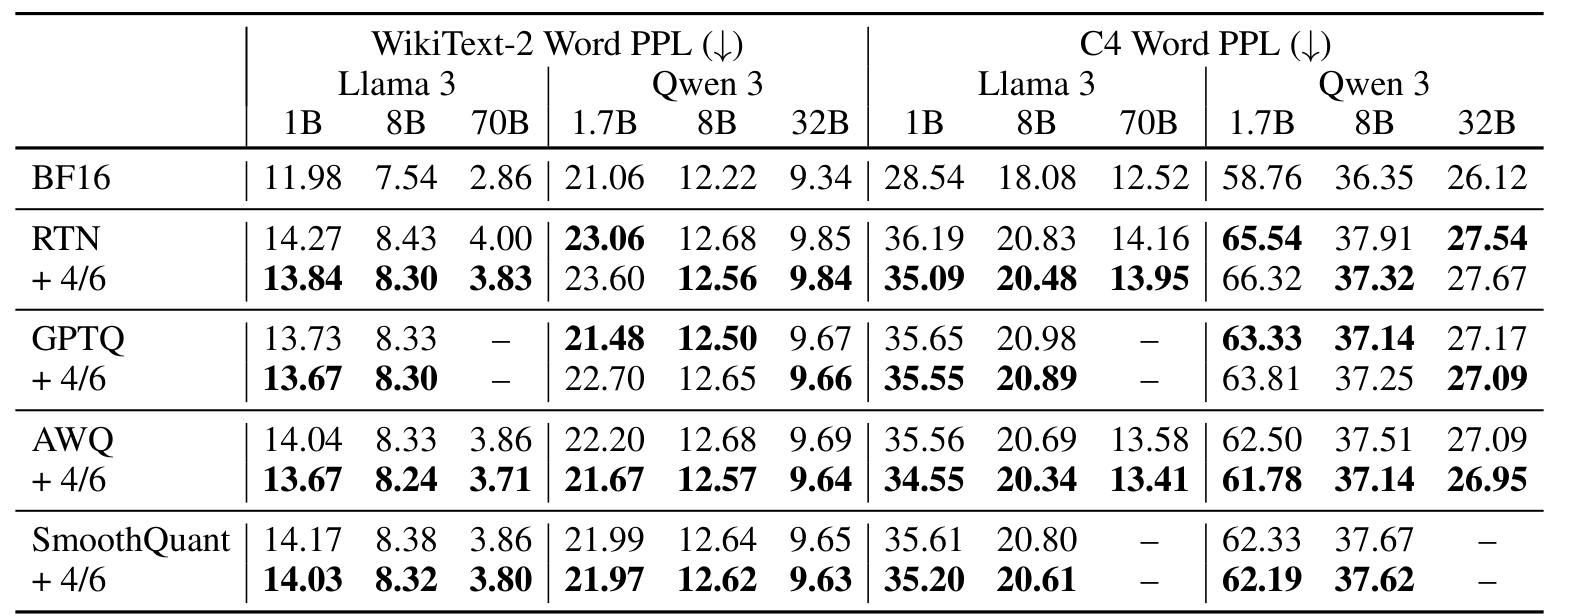 WikiText-2 Word PPL (↓) C4 Word PPL (↓)
Llama 3 Qwen 3 Llama 3 Qwen 3
1B 8B 70B 1.7B 8B 32B 1B 8B 70B 1.7B 8B 32B
BF16 11.98 7.54 2.86 21.06 12.22 9.34 28.54 18.08 12.52 58.76 36.35 26.12
RTN 14.27 8.43 4.00 23.06 12.68 9.85 36.19 20.83 14.16 65.54 37.91 27.54
+ 4/6 13.84 8.30 3.83 23.60 12.56 9.84 35.09 20.48 13.95 66.32 37.32 27.67
GPTQ 13.73 8.33 – 21.48 12.50 9.67 35.65 20.98 – 63.33 37.14 27.17
+ 4/6 13.67 8.30 – 22.70 12.65 9.66 35.55 20.89 – 63.81 37.25 27.09
AWQ 14.04 8.33 3.86 22.20 12.68 9.69 35.56 20.69 13.58 62.50 37.51 27.09
+ 4/6 13.67 8.24 3.71 21.67 12.57 9.64 34.55 20.34 13.41 61.78 37.14 26.95
SmoothQuant 14.17 8.38 3.86 21.99 12.64 9.65 35.61 20.80 – 62.33 37.67 –
+ 4/6 14.03 8.32 3.80 21.97 12.62 9.63 35.20 20.61 – 62.19 37.62 –